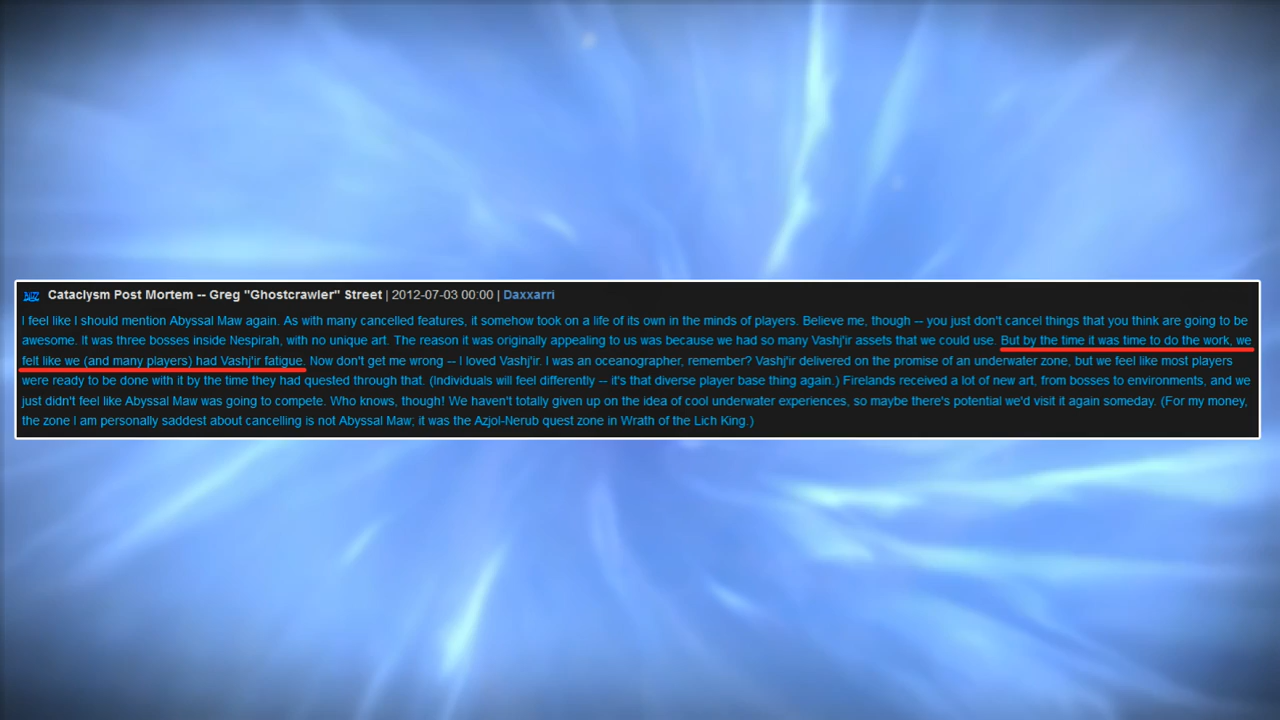 Cataclysm Post Mortem -- Greg "Ghostcrawler" Street | 2012-07-03 00:00 | Daxxarri
I feel like I should mention Abyssal Maw again. As with many cancelled features, it somehow took on a life of its own in the minds of players. Believe me, though -- you just don't cancel things that you think are going to be
awesome. It was three bosses inside Nespirah, with no unique art. The reason it was originally appealing to us was because we had so many Vashj'ir assets that we could use. But by the time it was time to do the work, we
felt like we (and many players) had Vashj'ir fatigue. Now don't get me wrong -- I loved Vashj'ir. I was an oceanographer, remember? Vashj'ir delivered on the promise of an underwater zone, but we feel like most players
were ready to be done with it by the time they had quested through that. (Individuals will feel differently -- it's that diverse player base thing again.) Firelands received a lot of new art, from bosses to environments, and we
just didn't feel like Abyssal Maw was going to compete. Who knows, though! We haven't totally given up on the idea of cool underwater experiences, so maybe there's potential we'd visit it again someday. (For my money,
the zone I am personally saddest about cancelling is not Abyssal Maw; it was the Azjol-Nerub quest zone in Wrath of the Lich King.)